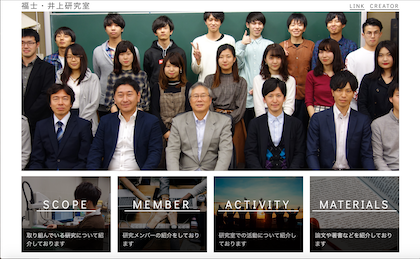 福士・井上研究室
LINK CREATOR
SCOPE
取り組んでいる研究について紹
介しております
MEMBER
研究メンバーの紹介をしており
ます
ACTIVITY
研究室での活動について紹介し
ております
MATERIALS
論文や著書などを紹介しており
ます